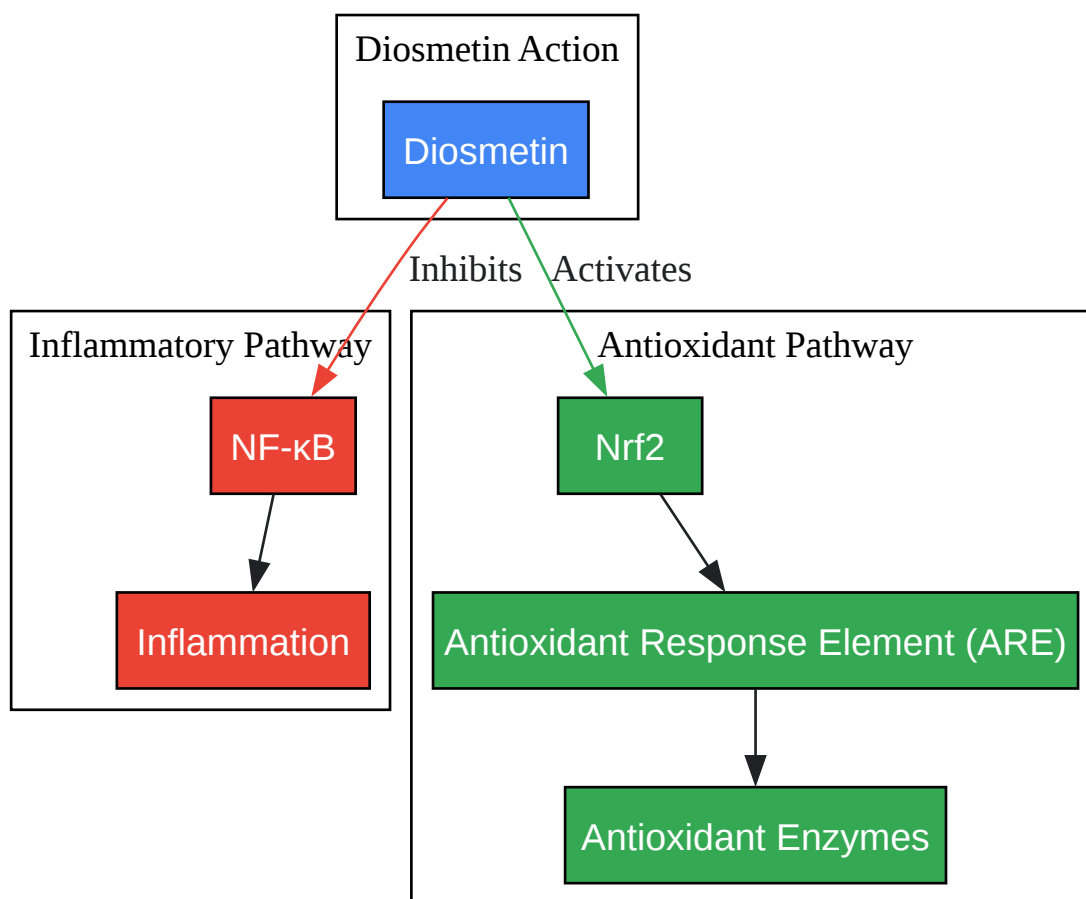 Diosmetin Action
Diosmetin
Inhibits
Activates
Inflammatory Pathway
NF-κB
Inflammation
Antioxidant Pathway
Nrf2
Antioxidant Response Element (ARE)
Antioxidant Enzymes